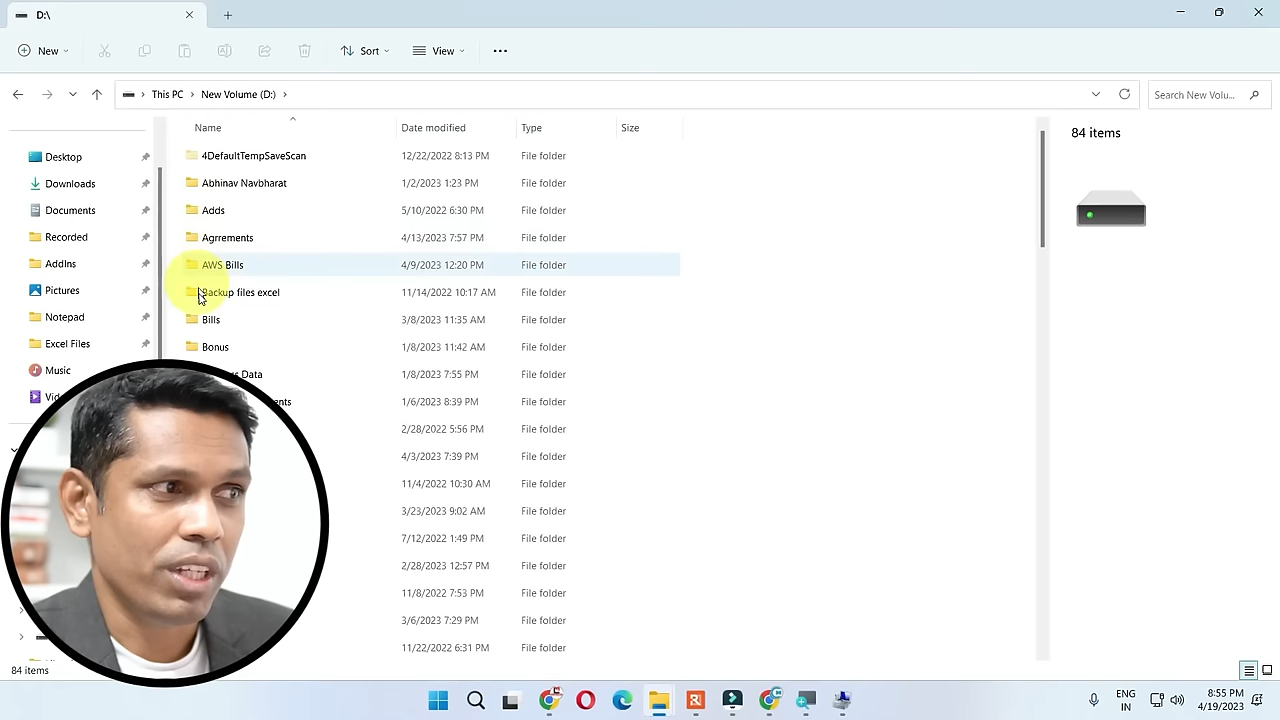 D:\
New
Sort
View
This PC > New Volume (D:) >
Search New Volu...
Name
Date modified
Type
Size
84 items
Desktop
Downloads
Documents
Recorded
AddIns
Pictures
Notepad
Excel Files
Music
4DefaultTempSaveScan 12/22/2022 8:13 PM File folder
Abhinav Navbharat 1/2/2023 1:23 PM File folder
Adds 5/10/2022 6:30 PM File folder
Agrrements 4/13/2023 7:57 PM File folder
AWS Bills 4/9/2023 12:20 PM File folder
Backup files excel 11/14/2022 10:17 AM File folder
Bills 3/8/2023 11:35 AM File folder
Bonus 1/8/2023 11:42 AM File folder
Data 1/8/2023 7:55 PM File folder
1/6/2023 8:39 PM File folder
2/28/2022 5:56 PM File folder
4/3/2023 7:39 PM File folder
11/4/2022 10:30 AM File folder
3/23/2023 9:02 AM File folder
7/12/2022 1:49 PM File folder
2/28/2023 12:57 PM File folder
11/8/2022 7:53 PM File folder
3/6/2023 7:29 PM File folder
11/22/2022 6:31 PM File folder
84 items
ENG
IN
8:55 PM
4/19/2023